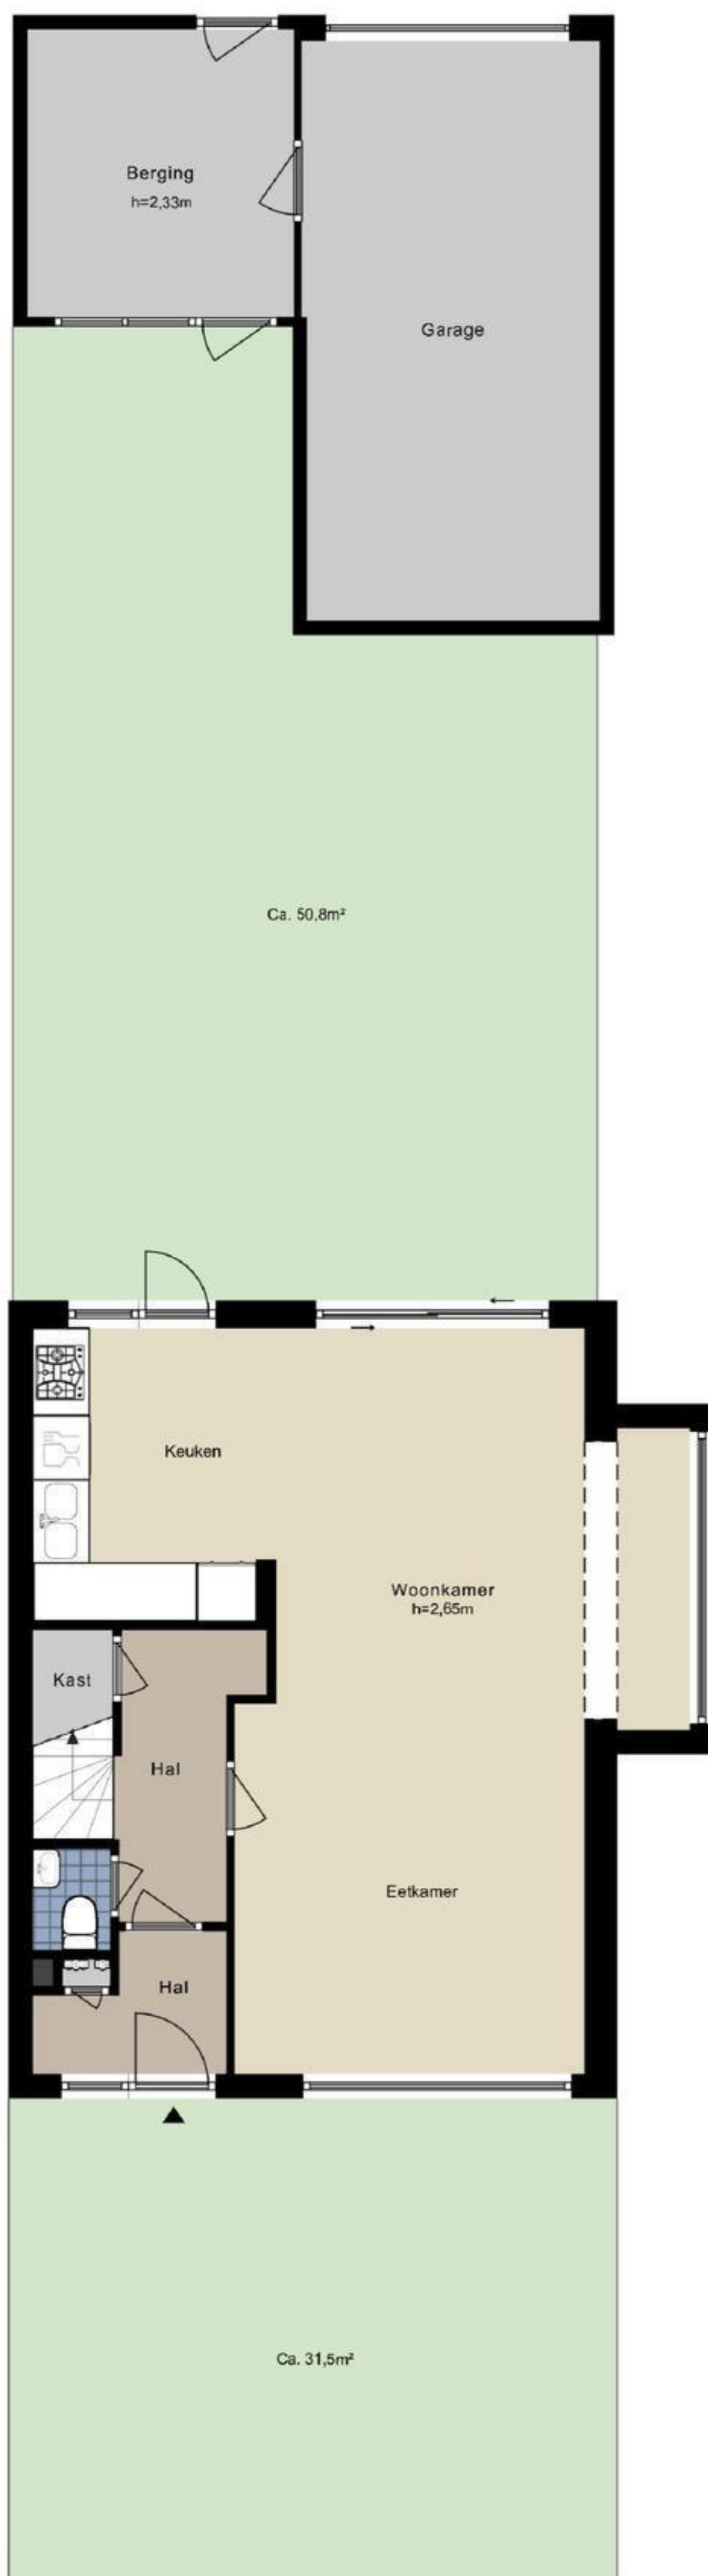 Berging
h=2,33m
Garage
Ca. 50,8m²
Keuken
Woonkamer
h=2,65m
Kast
Hal
Eetkamer
Hal
Ca. 31,5m²